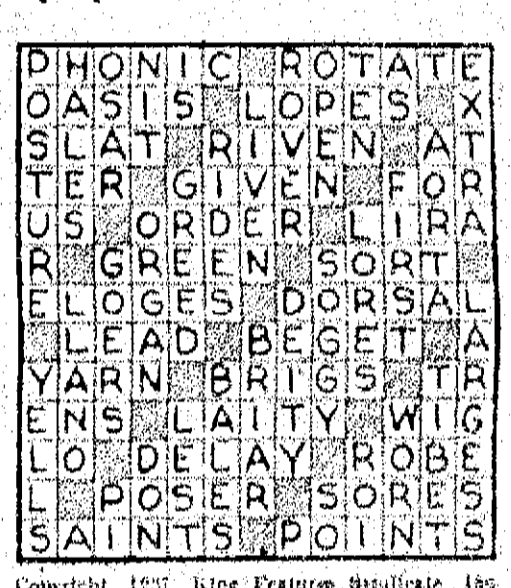 PHONIC ROTATE
OASIS LOPES X
SLAT RIVEN AT
TER GIVEN FOR
US ORDER LIRA
R GREEN SORT
ELOGES DORSAL
LEAD BEGET A
YARN BRIGS TR
ENS LAITY WIG
LO DELAY ROBE
L POSER SORES
SAINTS POINTS
Copyright King Features Syndicate